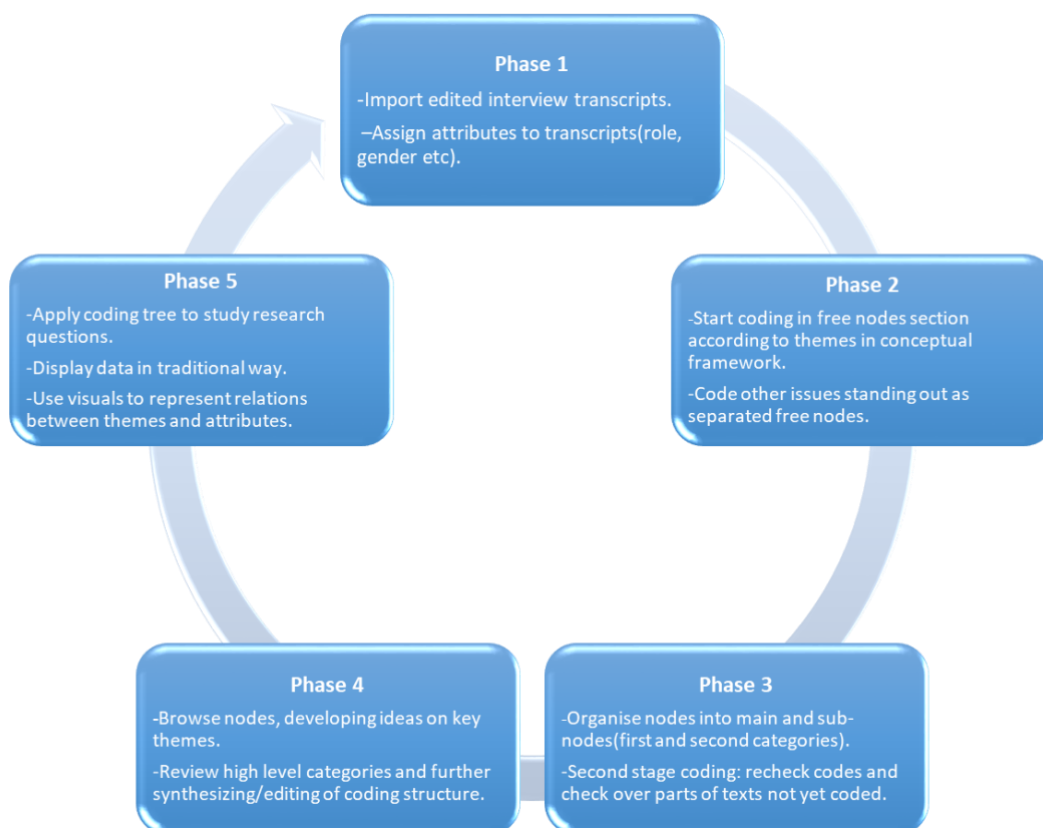 Phase 1
-Import edited interview transcripts.
–Assign attributes to transcripts(role,
gender etc).
Phase 2
-Start coding in free nodes section
according to themes in conceptual
framework.
-Code other issues standing out as
separated free nodes.
Phase 3
-Organise nodes into main and sub-
nodes(first and second categories).
-Second stage coding: recheck codes and
check over parts of texts not yet coded.
Phase 4
-Browse nodes, developing ideas on key
themes.
-Review high level categories and further
synthesizing/editing of coding structure.
Phase 5
-Apply coding tree to study research
questions.
-Display data in traditional way.
-Use visuals to represent relations
between themes and attributes.